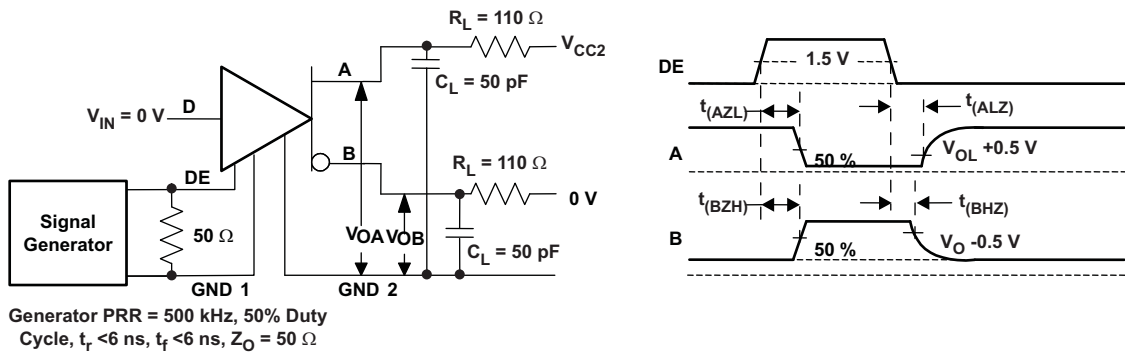 R_L = 110 Ω
V_CC2
A
C_L = 50 pF
V_IN = 0 V
D
B
R_L = 110 Ω
0 V
DE
Signal
Generator
50 Ω
VOA
VOB
C_L = 50 pF
GND 1
GND 2
Generator PRR = 500 kHz, 50% Duty
Cycle, t_r <6 ns, t_f <6 ns, Z_O = 50 Ω
DE
1.5 V
t_(AZL)
t_(ALZ)
A
50 %
V_OL +0.5 V
t_(BZH)
t_(BHZ)
B
50 %
V_O -0.5 V